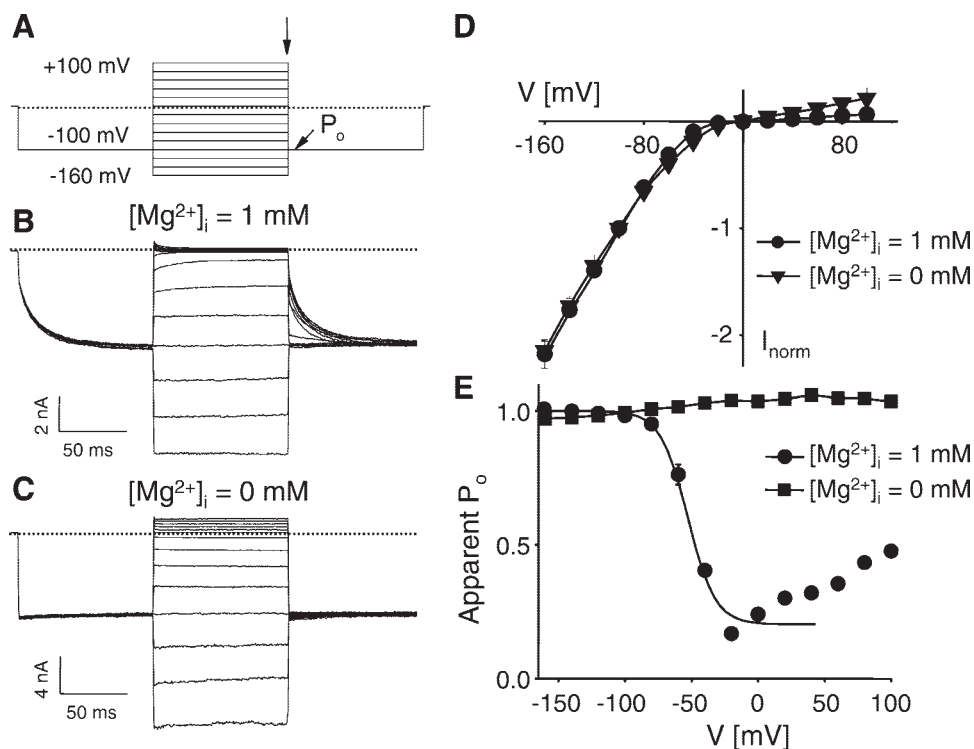 A
+100 mV
-100 mV
-160 mV
Po
B
[Mg2+]i = 1 mM
2 nA
50 ms
C
[Mg2+]i = 0 mM
4 nA
50 ms
D
V [mV]
-160
-80
80
-1
-2
Inorm
[Mg2+]i = 1 mM
[Mg2+]i = 0 mM
E
Apparent Po
1.0
0.5
0.0
[Mg2+]i = 1 mM
[Mg2+]i = 0 mM
-150
-100
-50
0
50
100
V [mV]